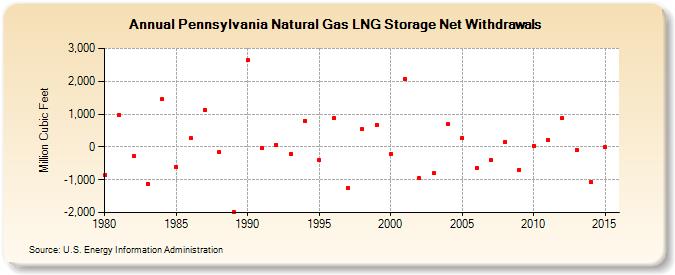 Annual Pennsylvania Natural Gas LNG Storage Net Withdrawals
Million Cubic Feet
3,000
2,000
1,000
0
-1,000
-2,000
1980 1985 1990 1995 2000 2005 2010 2015
Source: U.S. Energy Information Administration